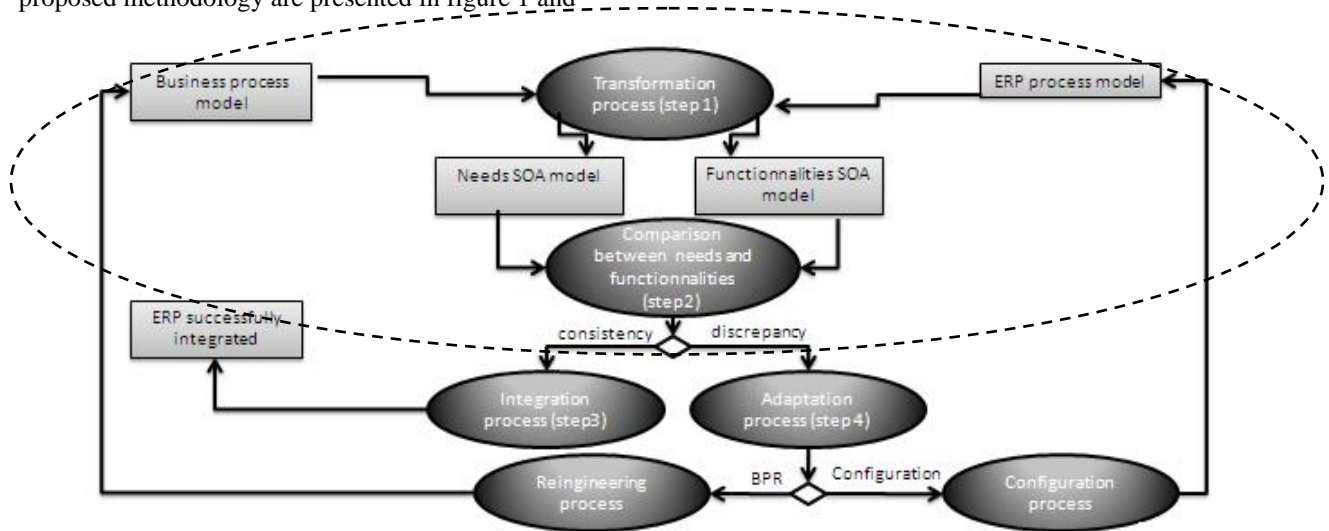 proposed methodology are presented in figure 1 and
Business process
model
Transformation
process (step 1)
ERP process model
Needs SOA model
Functionnalities SOA
model
Comparison
between needs and
functionnalities
(step2)
ERP successfully
integrated
consistency
discrepancy
Integration
process (step3)
Adaptation
process (step 4)
Reingineering
process
BPR
Configuration
Configuration
process